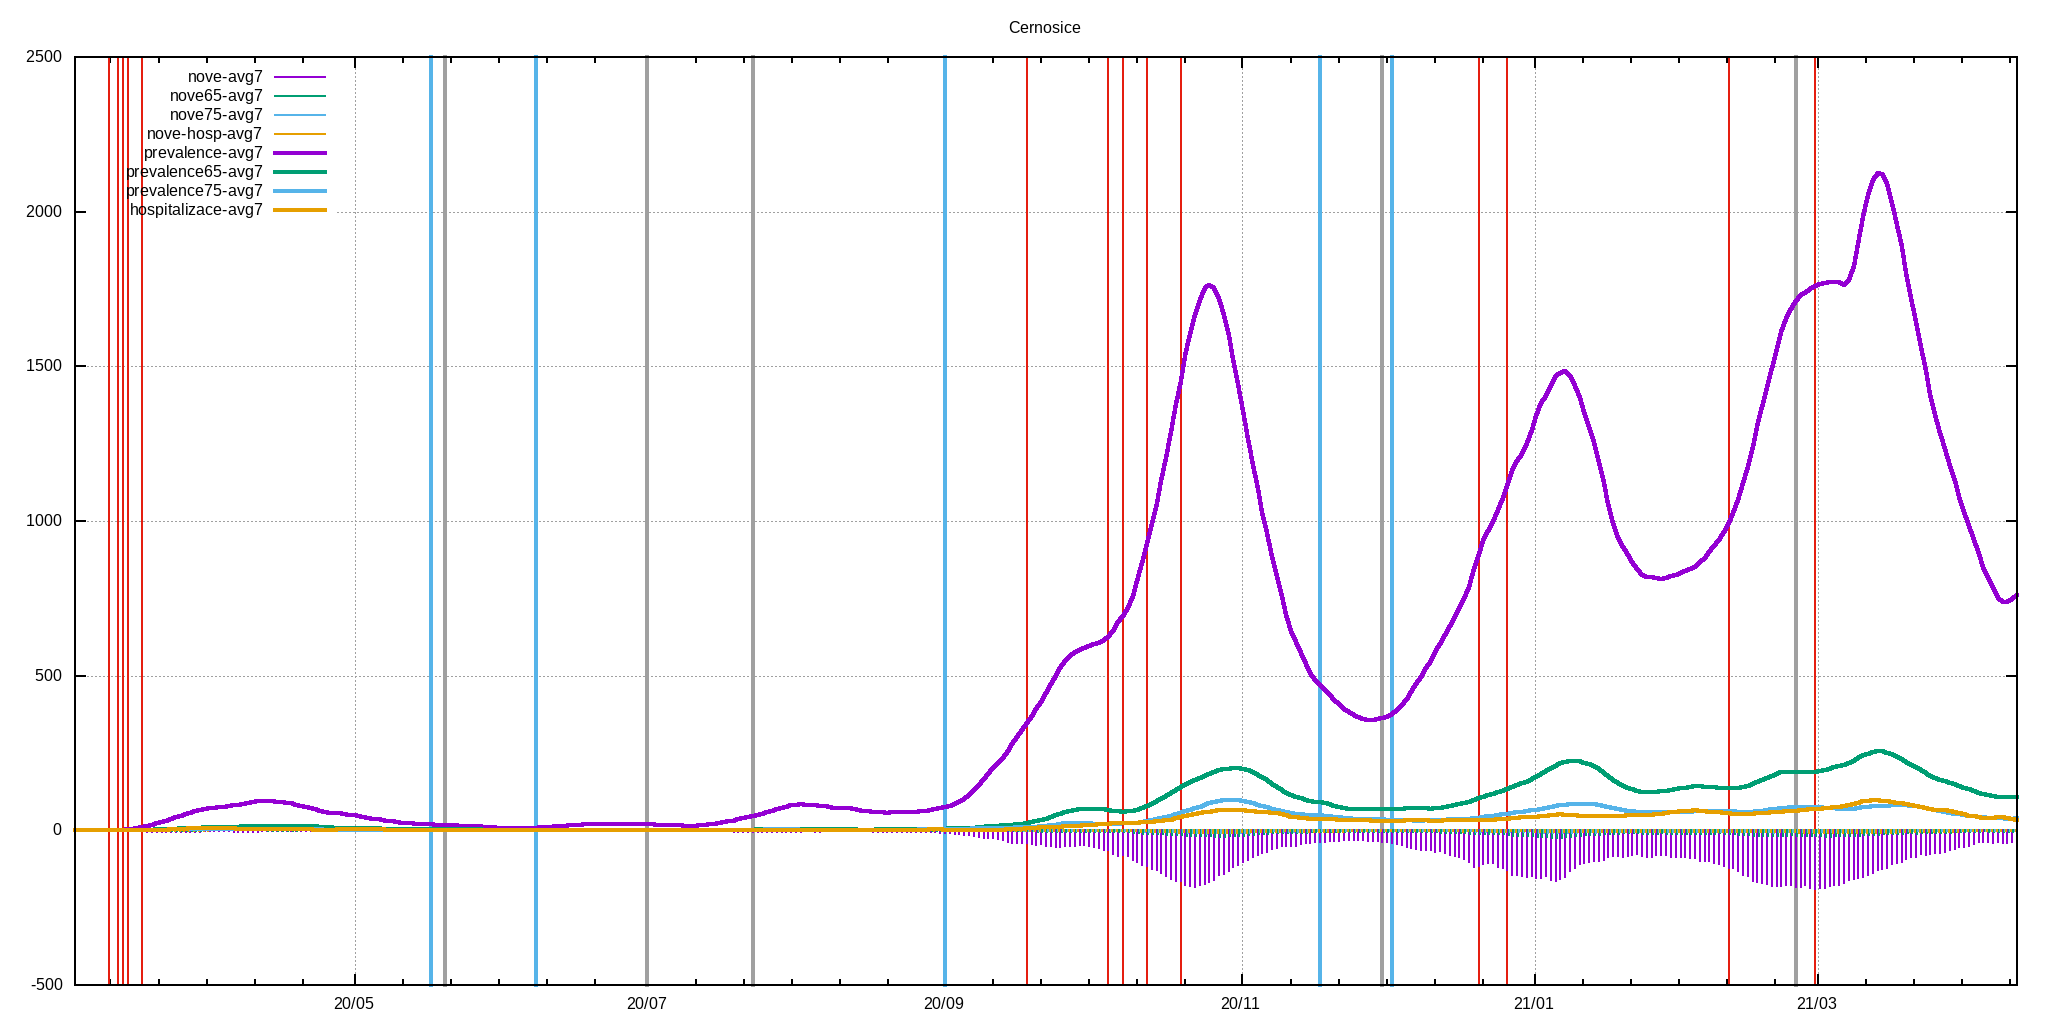 Cernosice
2500
2000
1500
1000
500
0
-500
nove-avg7
nove65-avg7
nove75-avg7
nove-hosp-avg7
prevalence-avg7
prevalence65-avg7
prevalence75-avg7
hospitalizace-avg7
20/05 20/07 20/09 20/11 21/01 21/03